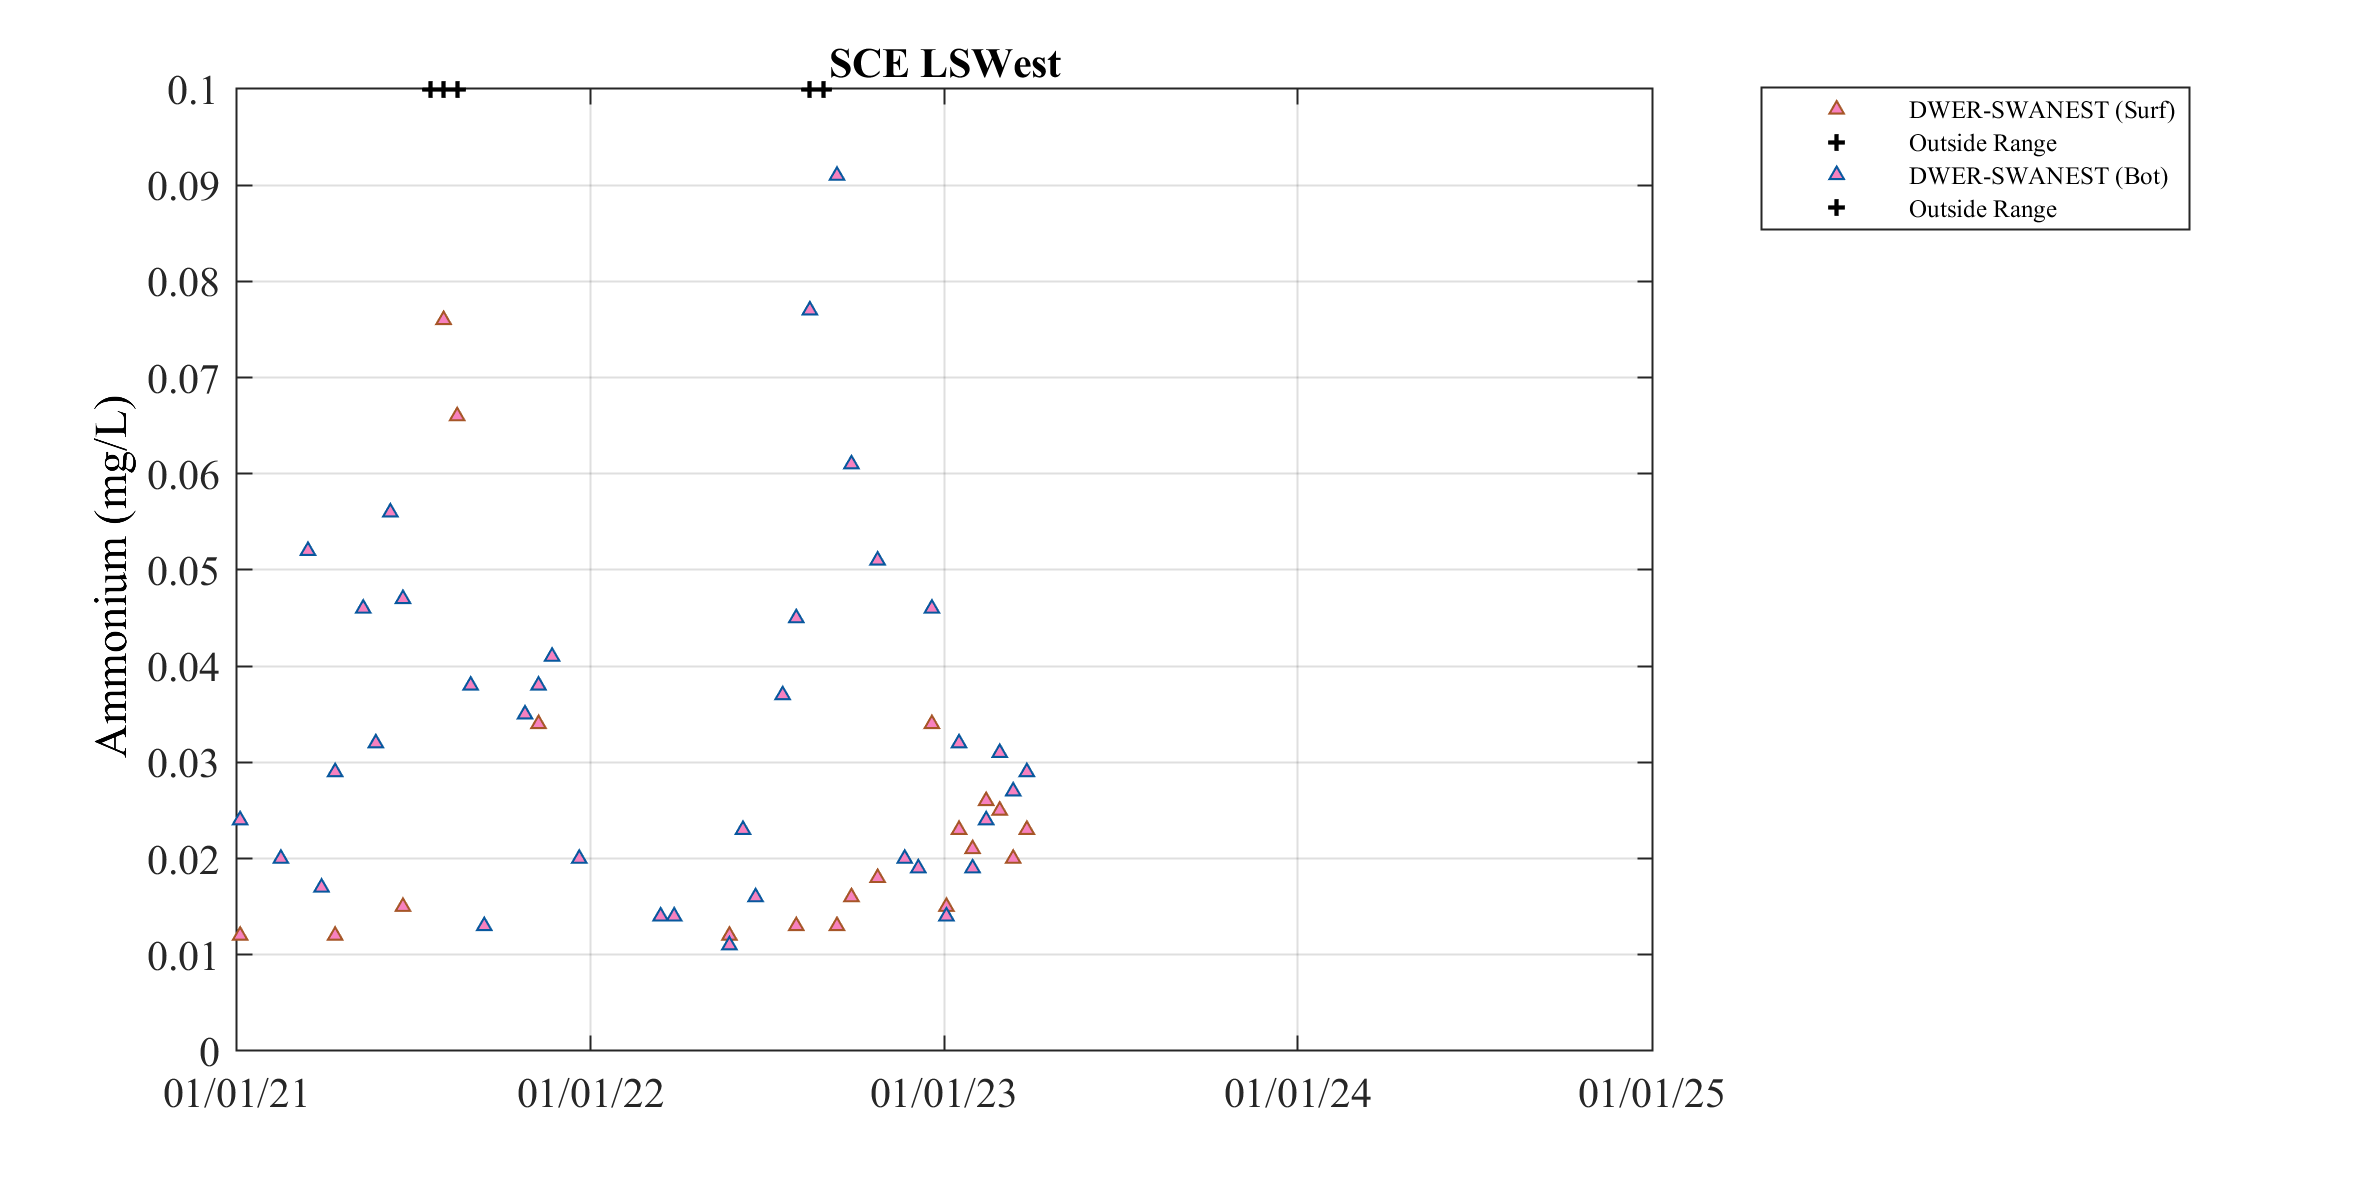 SCE LSWest
0.1
0.09
0.08
0.07
0.06
0.05
0.04
0.03
0.02
0.01
0
Ammonium (mg/L)
01/01/21
01/01/22
01/01/23
01/01/24
01/01/25
DWER-SWANEST (Surf)
Outside Range
DWER-SWANEST (Bot)
Outside Range